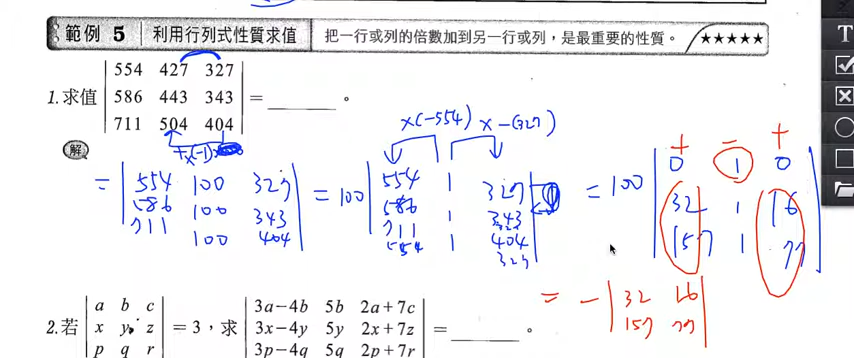 範例 5 利用行列式性質求值 把一行或列的倍數加到另一行或列，是最重要的性質。 ★★★★★
554 427 327
1.求值 586 443 343 = ______ 。
711 504 404
解
×(-554) ×-(327)
+×(-1)
= 554 100 327 = 100 554 1 327 = 100 0 1 0
586 100 343 586 1 343 32 1 16
711 100 404 711 1 404 157 1 77
554 327
+ - +
= - 32 16
157 77
a b c 3a-4b 5b 2a+7c
2.若 x y z = 3，求 3x-4y 5y 2x+7z = ______ 。
p q r 3p-4q 5q 2p+7r